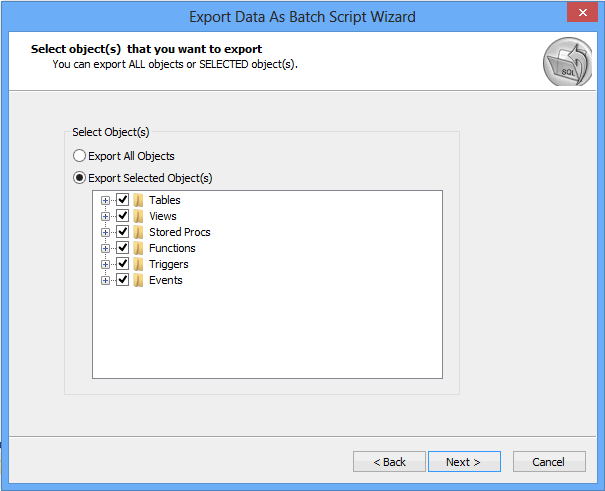 Export Data As Batch Script Wizard
Select object(s) that you want to export
You can export ALL objects or SELECTED object(s).
SQL
Select Object(s)
Export All Objects
Export Selected Object(s)
Tables
Views
Stored Procs
Functions
Triggers
Events
< Back
Next >
Cancel